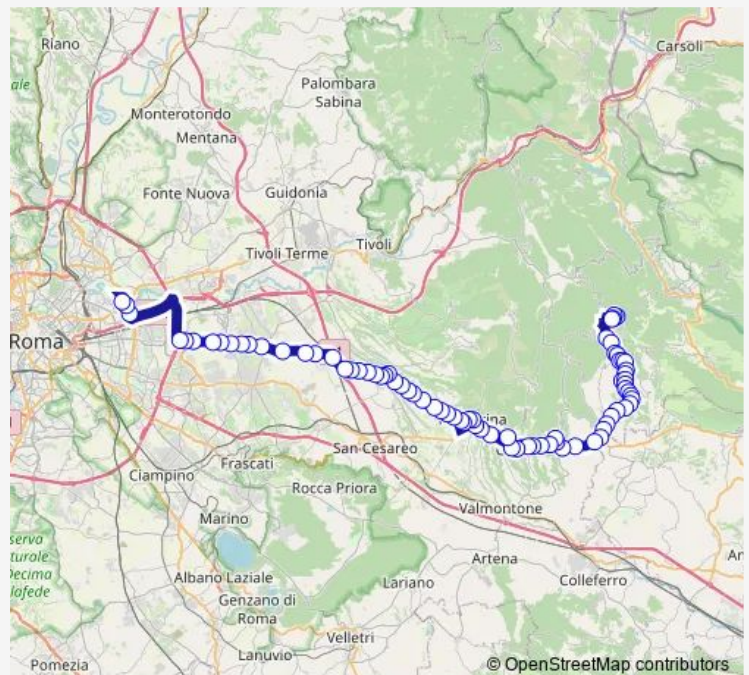 Riano
Carsoli
Palombara
Sabina
Monterotondo
Mentana
Fonte Nuova
Guidonia
Tivoli
Tivoli Terme
Roma
San Cesareo
Frascati
Ciampino
Rocca Priora
Valmontone
Marino
Artena
Colleferro
Albano Laziale
Lariano
Genzano di
Roma
Velletri
Lanuvio
Pomezia
© OpenStreetMap contributors